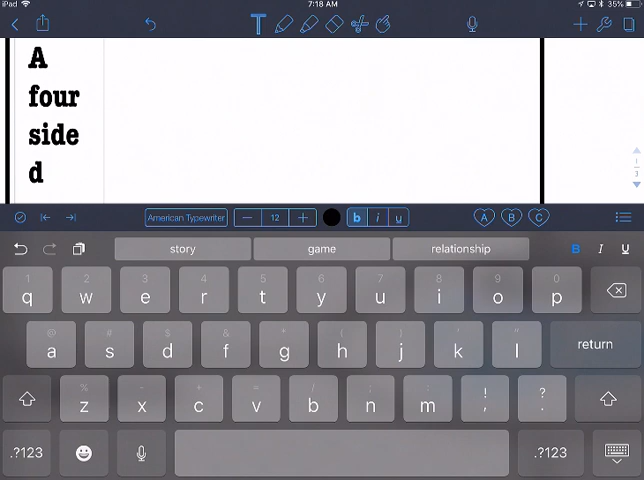 iPad 7:18 AM 35%
T
A
four
side
d
1
3
American Typewriter — 12 + b i u A B C
story game relationship B I U
1 2 3 4 5 6 7 8 9 0
q w e r t y u i o p
@ # $ & * ( ) ' "
a s d f g h j k l return
% - + = / ; : ! ?
z x c v b n m , .
.?123 .?123